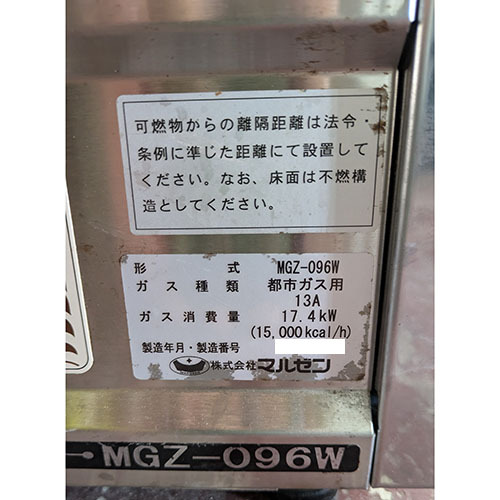 可燃物からの離隔距離は法令・
条例に準じた距離にて設置して
ください。なお、床面は不燃構
造としてください。
形 式 MGZ-096W
ガス種類 都市ガス用
13A
ガス消費量 17.4kW
(15,000kcal/h)
製造年月・製造番号
株式会社マルゼン
MGZ-096W